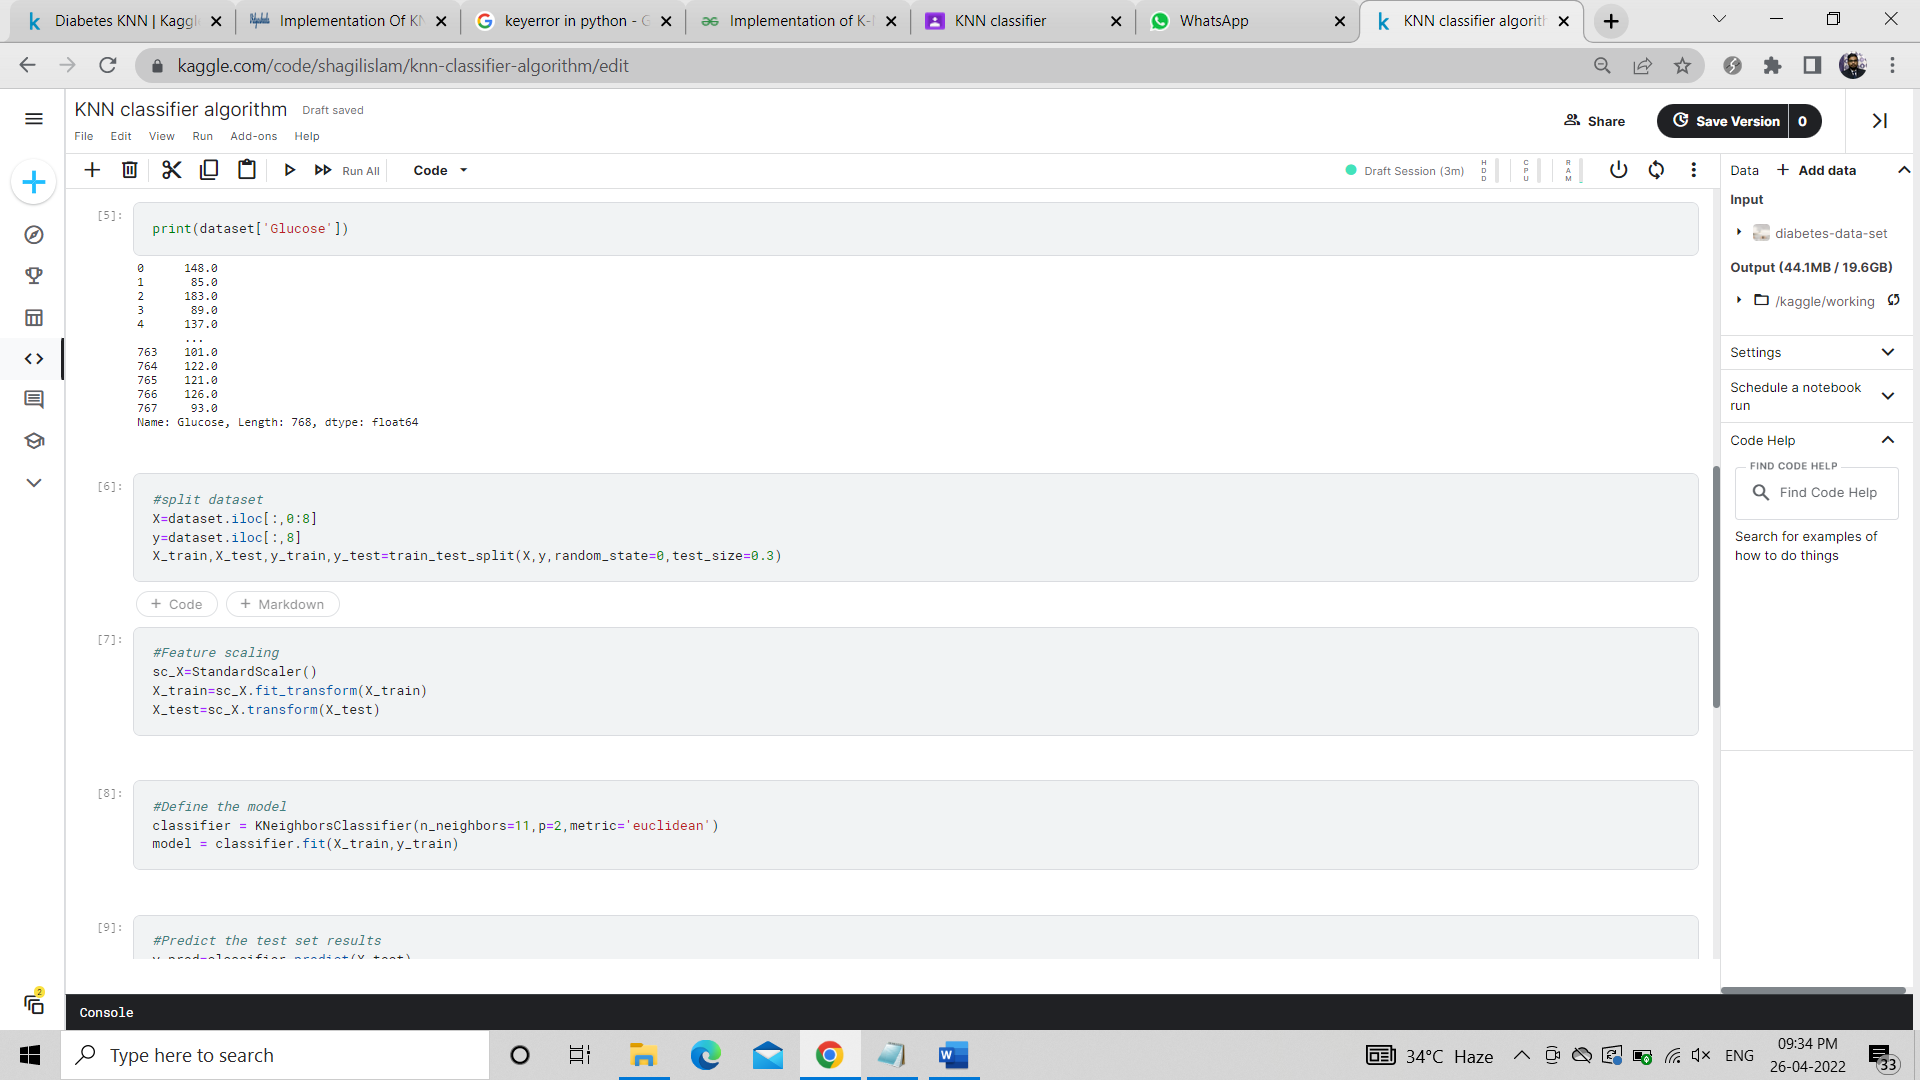 Diabetes KNN | Kaggl
Implementation Of KN
keyerror in python - G
Implementation of K-
KNN classifier
WhatsApp
KNN classifier algorith
kaggle.com/code/shagilislam/knn-classifier-algorithm/edit
KNN classifier algorithm Draft saved
File Edit View Run Add-ons Help
Share
Save Version 0
Run All
Code
Draft Session (3m)
HDD
CPU
RAM
Data + Add data
Input
diabetes-data-set
Output (44.1MB / 19.6GB)
/kaggle/working
Settings
Schedule a notebook
run
Code Help
FIND CODE HELP
Find Code Help
Search for examples of
how to do things
[5]:
print(dataset['Glucose'])
0 148.0
1 85.0
2 183.0
3 89.0
4 137.0
...
763 101.0
764 122.0
765 121.0
766 126.0
767 93.0
Name: Glucose, Length: 768, dtype: float64
[6]:
#split dataset
X=dataset.iloc[:,0:8]
y=dataset.iloc[:,8]
X_train,X_test,y_train,y_test=train_test_split(X,y,random_state=0,test_size=0.3)
+ Code + Markdown
[7]:
#Feature scaling
sc_X=StandardScaler()
X_train=sc_X.fit_transform(X_train)
X_test=sc_X.transform(X_test)
[8]:
#Define the model
classifier = KNeighborsClassifier(n_neighbors=11,p=2,metric='euclidean')
model = classifier.fit(X_train,y_train)
[9]:
#Predict the test set results
y_pred=classifier.predict(X_test)
2
Console
Type here to search
34°C Haze
ENG
09:34 PM
26-04-2022
33